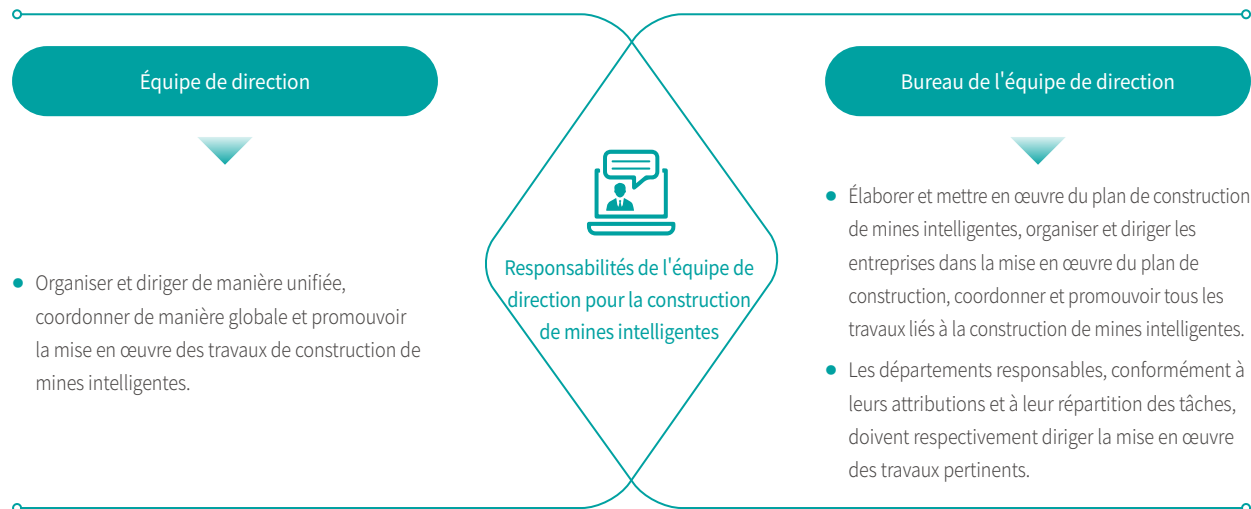 Équipe de direction
Organiser et diriger de manière unifiée,
coordonner de manière globale et promouvoir
la mise en œuvre des travaux de construction de
mines intelligentes.
Responsabilités de l'équipe de
direction pour la construction
de mines intelligentes
Bureau de l'équipe de direction
Élaborer et mettre en œuvre du plan de construction
de mines intelligentes, organiser et diriger les
entreprises dans la mise en œuvre du plan de
construction, coordonner et promouvoir tous les
travaux liés à la construction de mines intelligentes.
Les départements responsables, conformément à
leurs attributions et à leur répartition des tâches,
doivent respectivement diriger la mise en œuvre
des travaux pertinents.